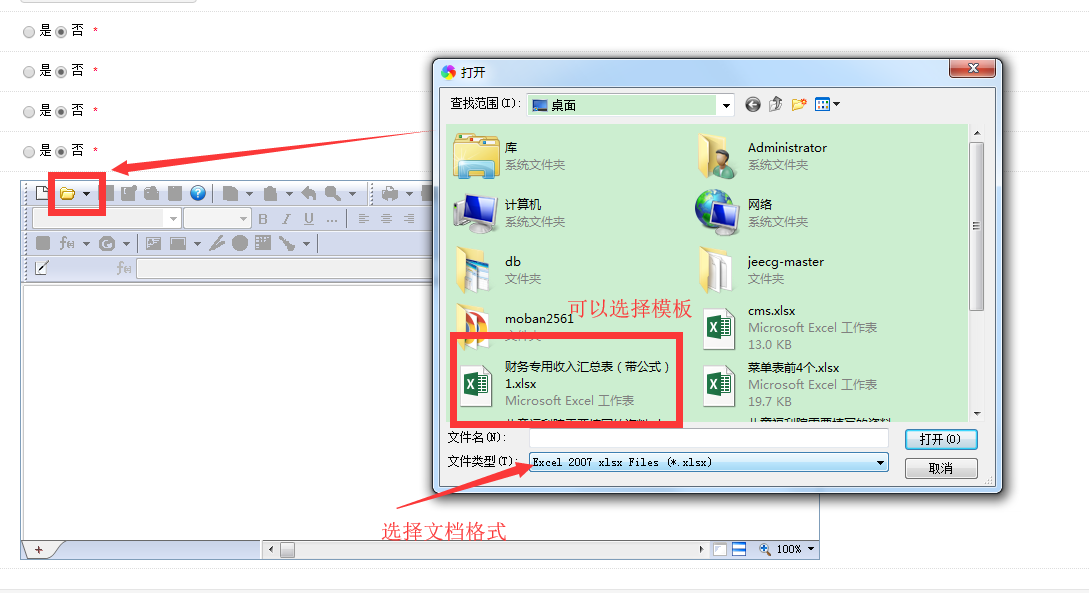 是 否 *
是 否 *
是 否 *
是 否 *
打开
查找范围(I):
桌面
库
系统文件夹
Administrator
系统文件夹
计算机
系统文件夹
网络
系统文件夹
db
文件夹
jeecg-master
文件夹
moban2561
文件夹
可以选择模板
cms.xlsx
Microsoft Excel 工作表
13.0 KB
财务专用收入汇总表（带公式）
1.xlsx
Microsoft Excel 工作表
菜单表前4个.xlsx
Microsoft Excel 工作表
19.7 KB
文件名(N):
打开(O)
文件类型(T):
Excel 2007 xlsx Files (*.xlsx)
取消
B I U ...
选择文档格式
100%